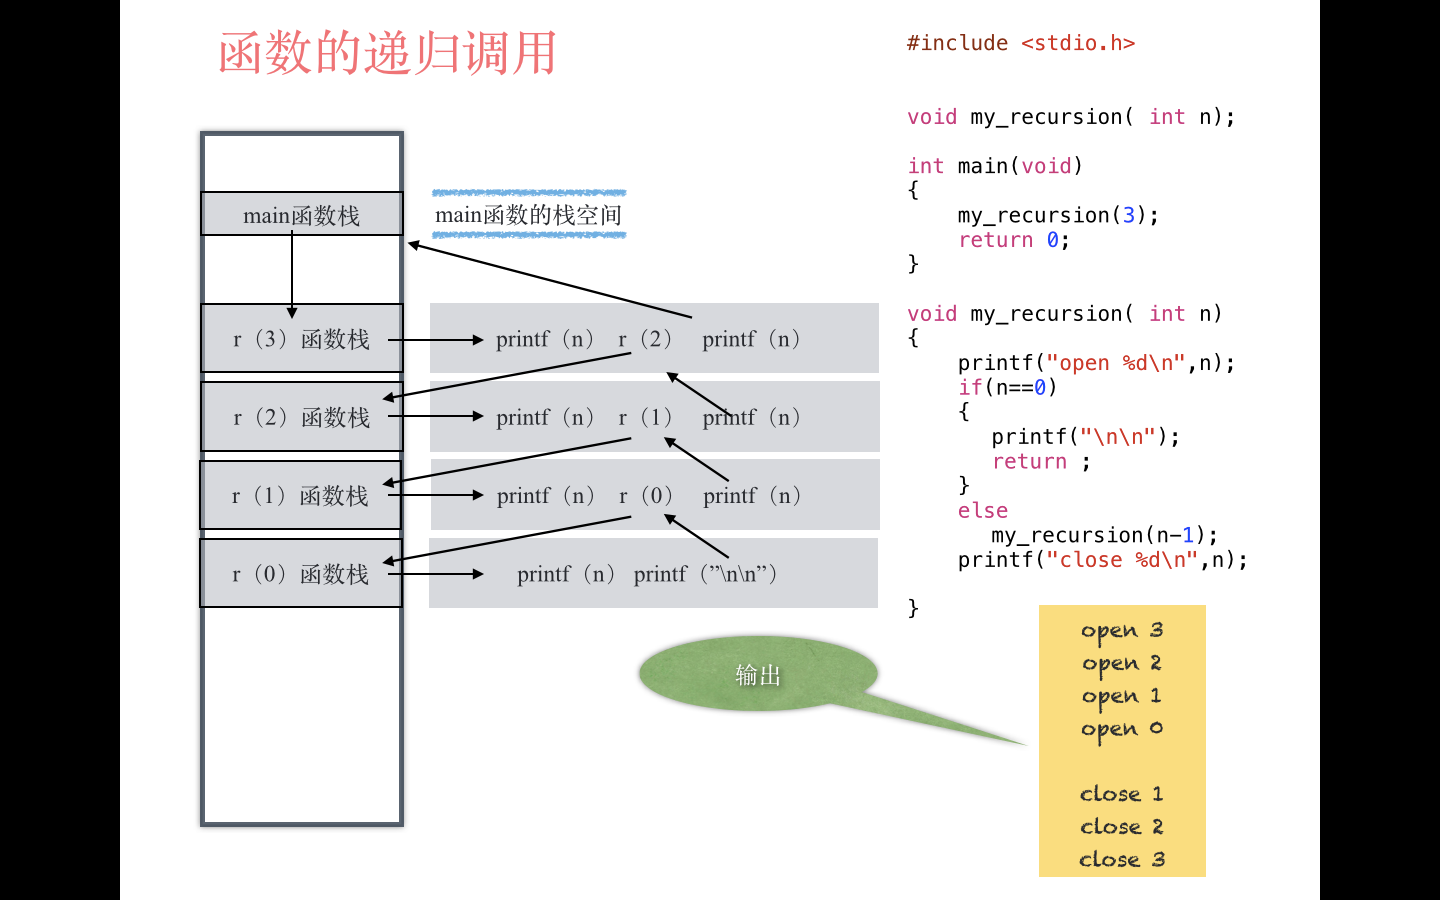 函数的递归调用
main函数栈
main函数的栈空间
r（3）函数栈
printf（n） r（2） printf（n）
r（2）函数栈
printf（n） r（1） printf（n）
r（1）函数栈
printf（n） r（0） printf（n）
r（0）函数栈
printf（n） printf（”\n\n”）
输出
#include <stdio.h>
void my_recursion( int n);
int main(void)
{
my_recursion(3);
return 0;
}
void my_recursion( int n)
{
printf("open %d\n",n);
if(n==0)
{
printf("\n\n");
return ;
}
else
my_recursion(n-1);
printf("close %d\n",n);
}
open 3
open 2
open 1
open 0
close 1
close 2
close 3